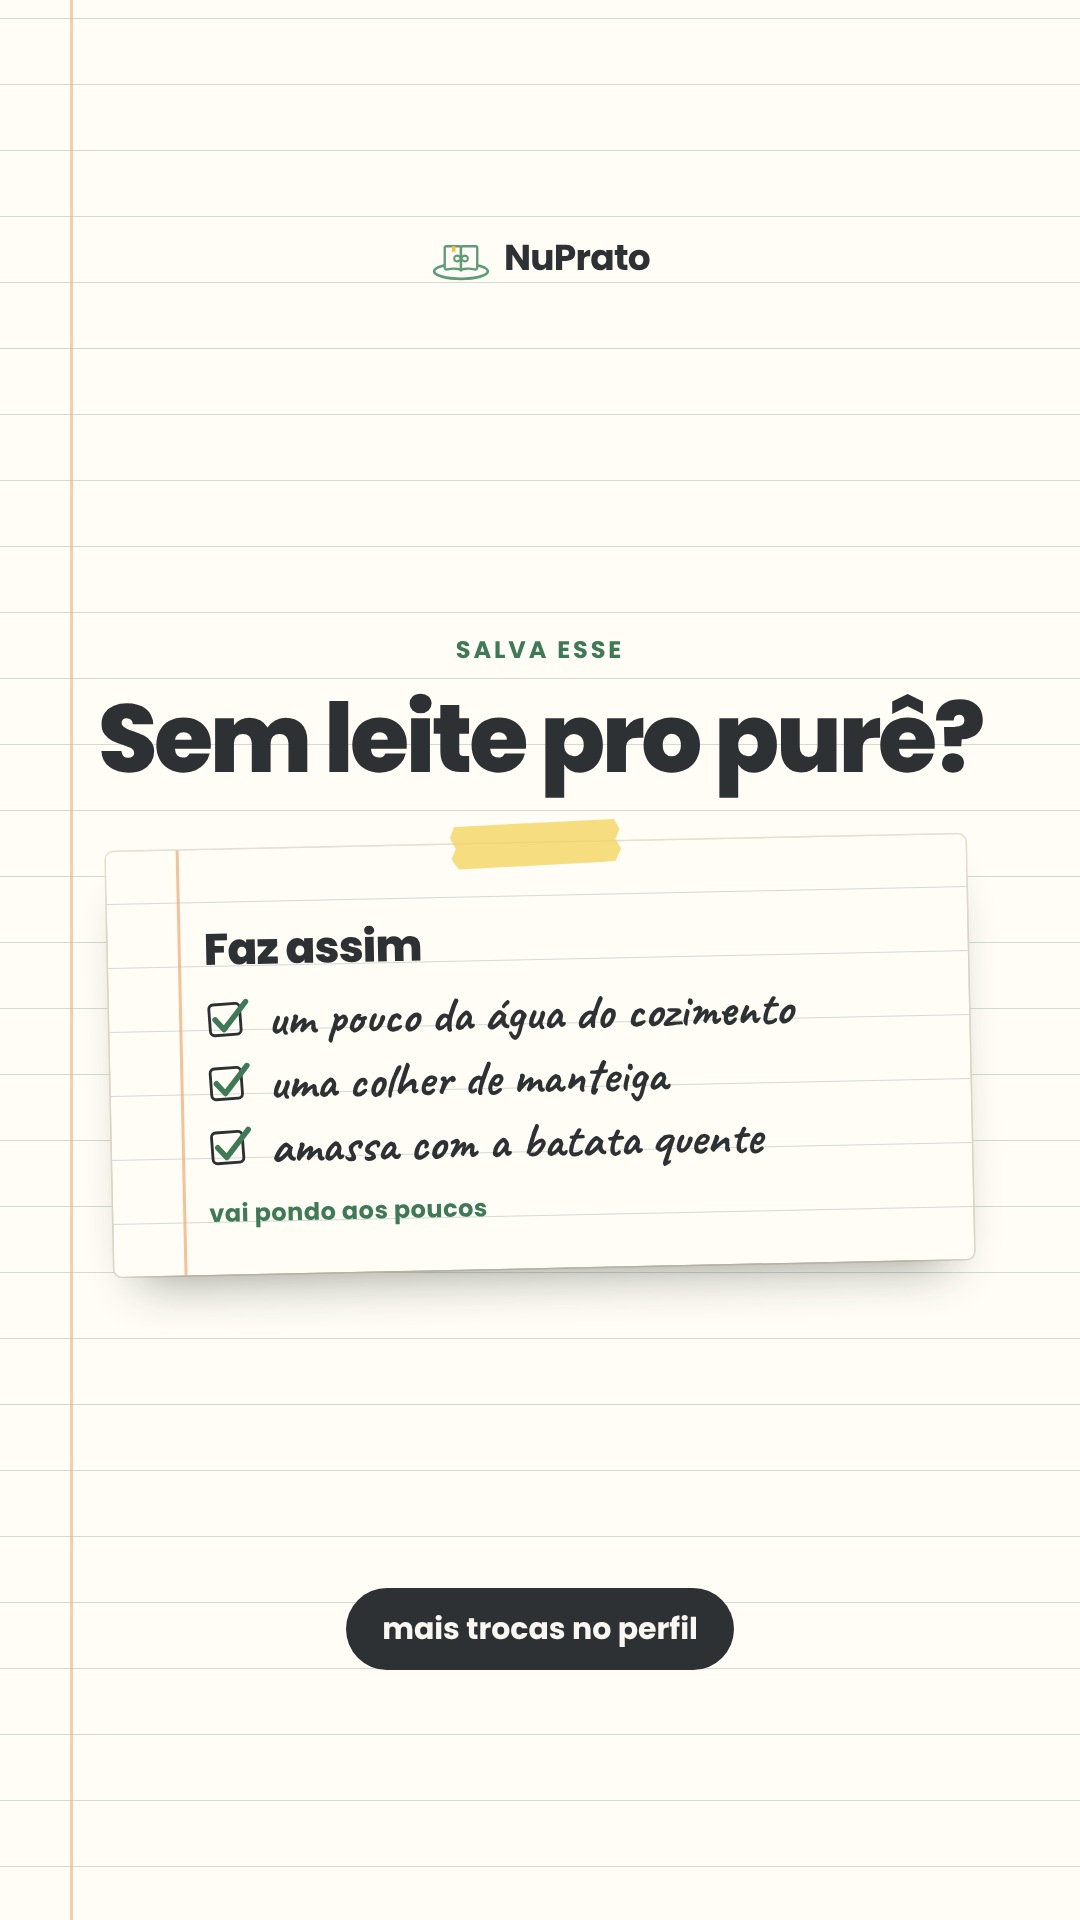 NuPrato
SALVA ESSE
Sem leite pro purê?
Faz assim
um pouco da água do cozimento
uma colher de manteiga
amassa com a batata quente
vai pondo aos poucos
mais trocas no perfil